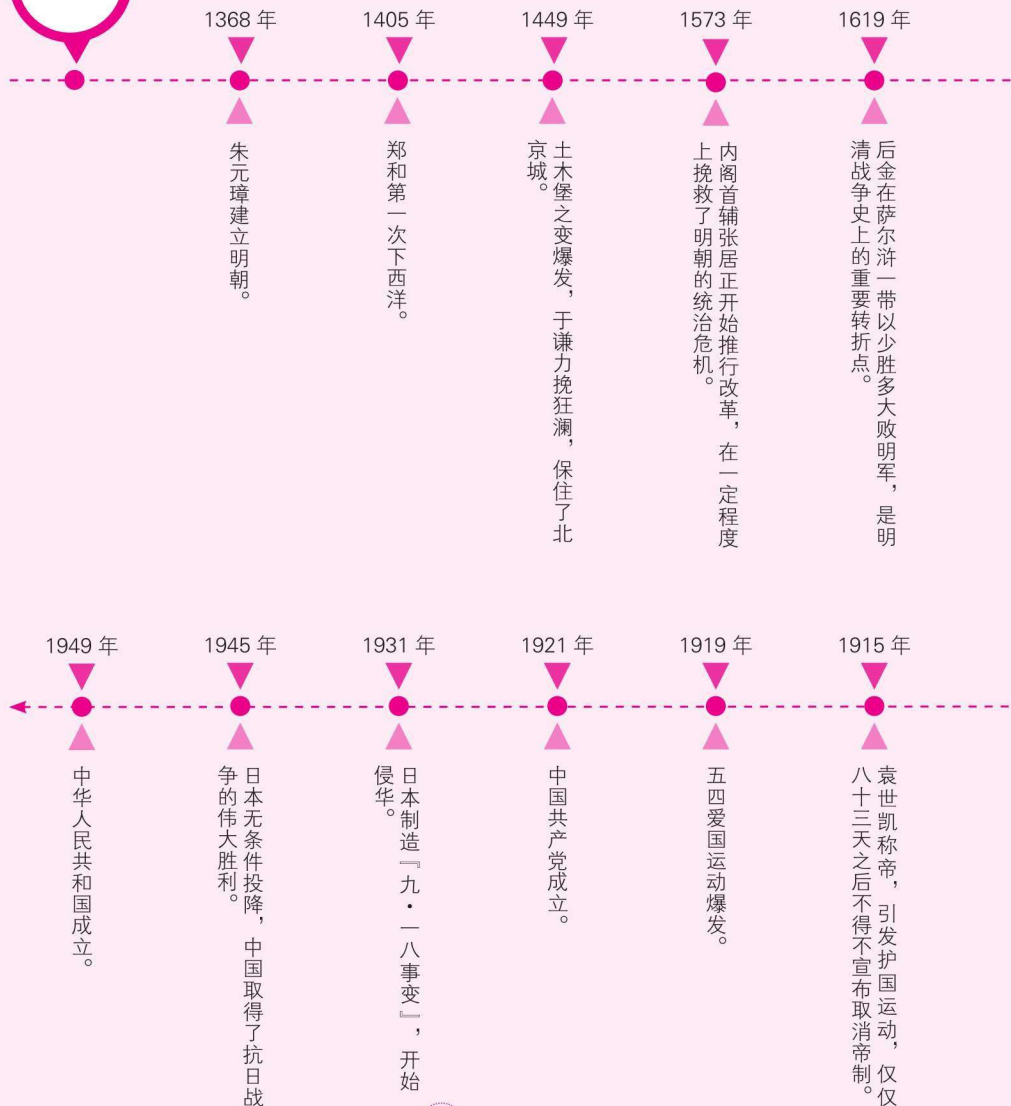 1368 年
朱元璋建立明朝。
1405 年
郑和第一次下西洋。
1449 年
土木堡之变爆发，于谦力挽狂澜，保住了北
京城。
1573 年
内阁首辅张居正开始推行改革，在一定程度
上挽救了明朝的统治危机。
1619 年
后金在萨尔浒一带以少胜多大败明军，是明
清战争史上的重要转折点。
1949 年
中华人民共和国成立。
1945 年
日本无条件投降，中国取得了抗日战
争的伟大胜利。
1931 年
日本制造『九·一八事变』，开始
侵华。
1921 年
中国共产党成立。
1919 年
五四爱国运动爆发。
1915 年
袁世凯称帝，引发护国运动，仅仅
八十三天之后不得不宣布取消帝制。